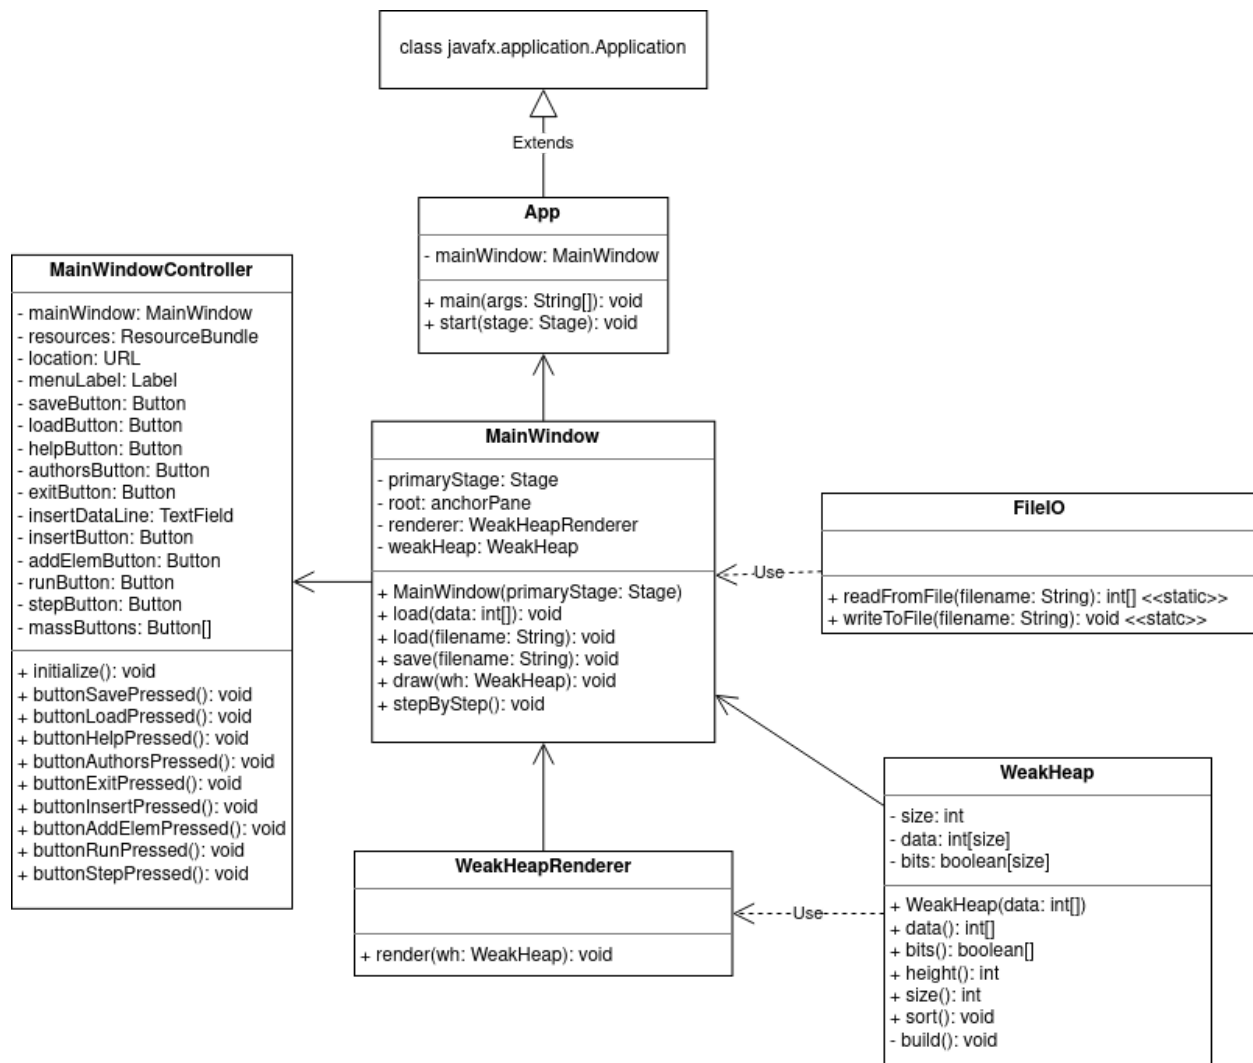 class javafx.application.Application
Extends
App
- mainWindow: MainWindow
+ main(args: String[]): void
+ start(stage: Stage): void
MainWindowController
- mainWindow: MainWindow
- resources: ResourceBundle
- location: URL
- menuLabel: Label
- saveButton: Button
- loadButton: Button
- helpButton: Button
- authorsButton: Button
- exitButton: Button
- insertDataLine: TextField
- insertButton: Button
- addElemButton: Button
- runButton: Button
- stepButton: Button
- massButtons: Button[]
+ initialize(): void
+ buttonSavePressed(): void
+ buttonLoadPressed(): void
+ buttonHelpPressed(): void
+ buttonAuthorsPressed(): void
+ buttonExitPressed(): void
+ buttonInsertPressed(): void
+ buttonAddElemPressed(): void
+ buttonRunPressed(): void
+ buttonStepPressed(): void
MainWindow
- primaryStage: Stage
- root: anchorPane
- renderer: WeakHeapRenderer
- weakHeap: WeakHeap
+ MainWindow(primaryStage: Stage)
+ load(data: int[]): void
+ load(filename: String): void
+ save(filename: String): void
+ draw(wh: WeakHeap): void
+ stepByStep(): void
Use
FileIO
+ readFromFile(filename: String): int[] <<static>>
+ writeToFile(filename: String): void <<statc>>
WeakHeapRenderer
+ render(wh: WeakHeap): void
Use
WeakHeap
- size: int
- data: int[size]
- bits: boolean[size]
+ WeakHeap(data: int[])
+ data(): int[]
+ bits(): boolean[]
+ height(): int
+ size(): int
+ sort(): void
- build(): void